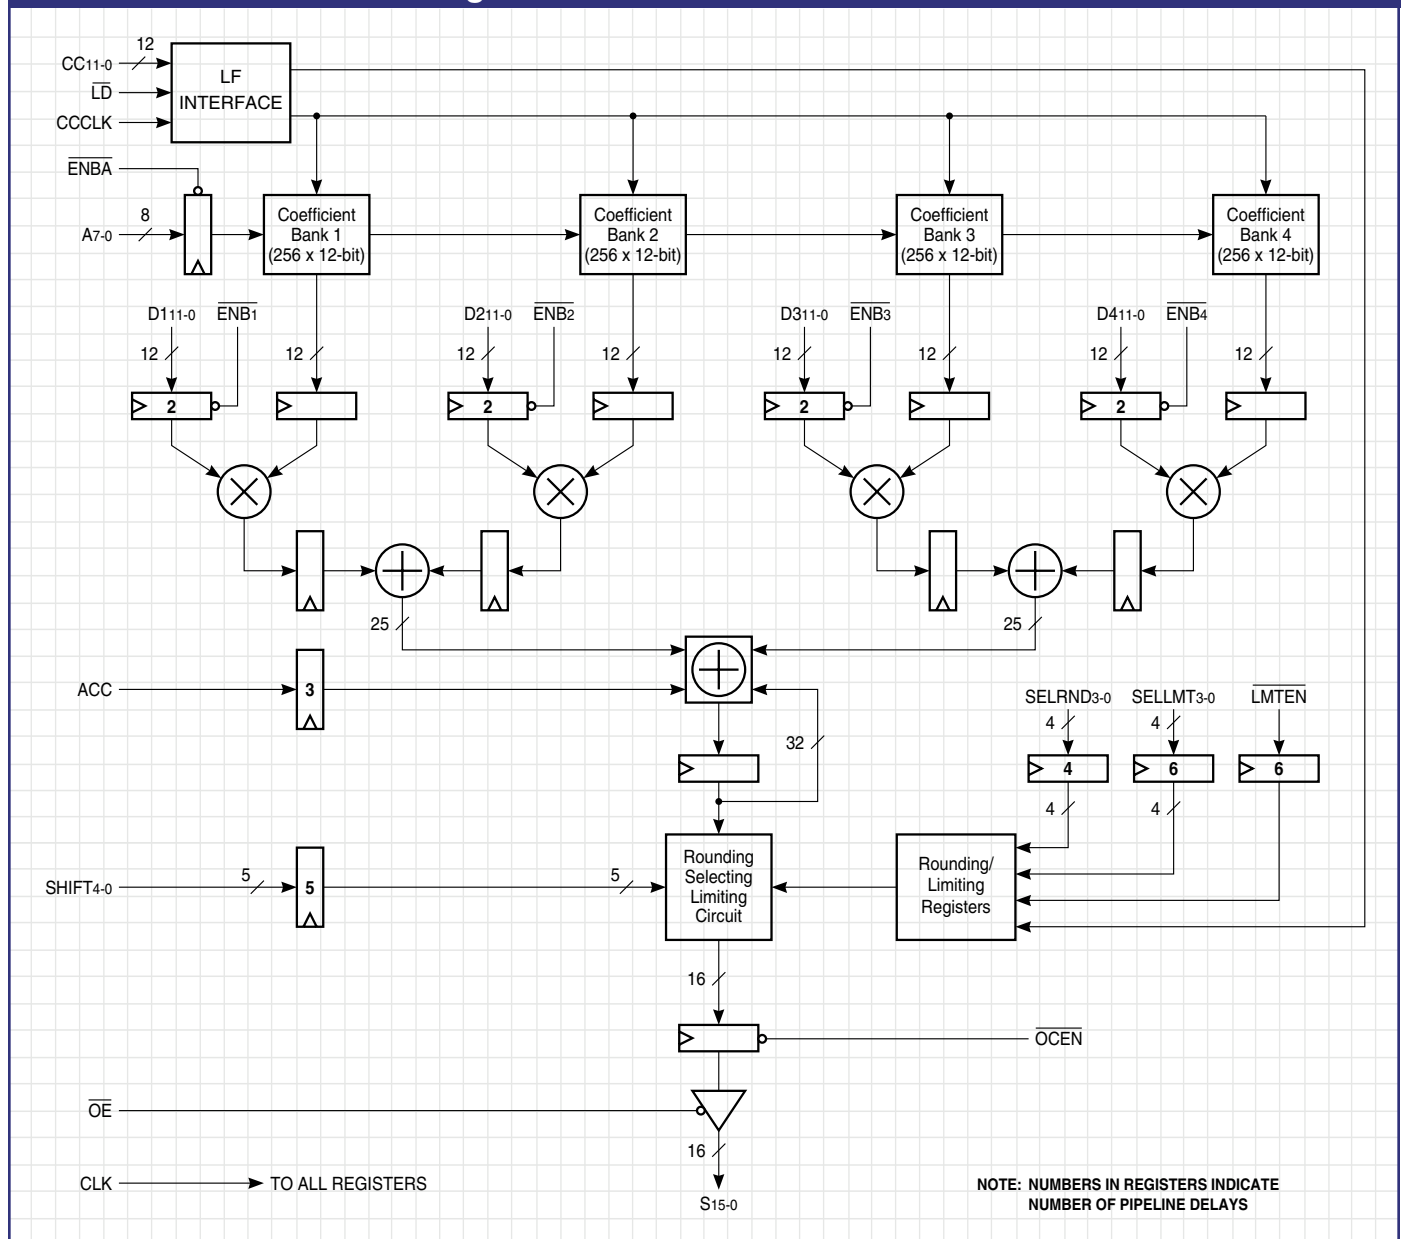 12
CC11-0
LD
CCCLK
LF
INTERFACE
ENBA
8
A7-0
Coefficient
Bank 1
(256 x 12-bit)
Coefficient
Bank 2
(256 x 12-bit)
Coefficient
Bank 3
(256 x 12-bit)
Coefficient
Bank 4
(256 x 12-bit)
D111-0 ENB1 D211-0 ENB2 D311-0 ENB3 D411-0 ENB4
12 12 12 12 12 12 12 12
2 2 2 2
25 25
ACC 3
32
SELRND3-0 SELLMT3-0 LMTEN
4 4
4 6 6
4 4
SHIFT4-0 5 5 5
Rounding
Selecting
Limiting
Circuit
Rounding/
Limiting
Registers
16
OCEN
OE
16
CLK TO ALL REGISTERS
S15-0
NOTE: NUMBERS IN REGISTERS INDICATE
NUMBER OF PIPELINE DELAYS